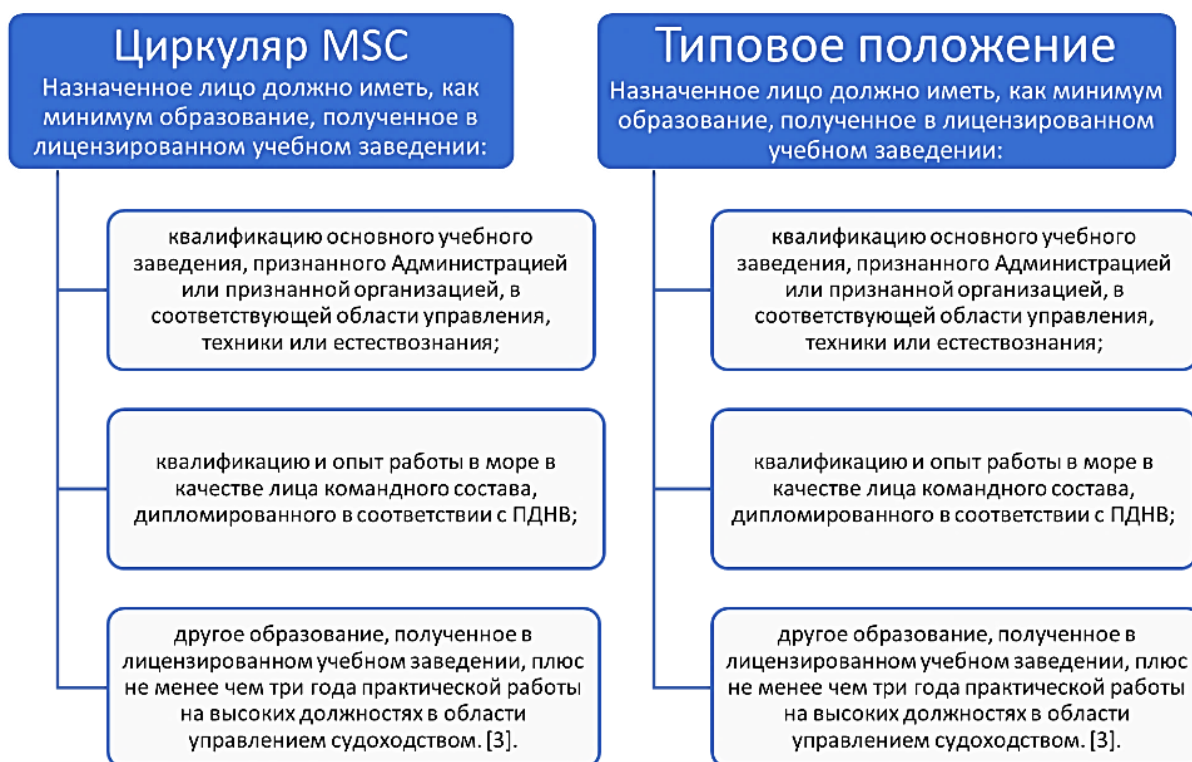 Циркуляр MSC
Назначенное лицо должно иметь, как
минимум образование, полученное в
лицензированном учебном заведении:
квалификацию основного учебного
заведения, признанного Администрацией
или признанной организацией, в
соответствующей области управления,
техники или естествознания;
квалификацию и опыт работы в море в
качестве лица командного состава,
дипломированного в соответствии с ПДНВ;
другое образование, полученное в
лицензированном учебном заведении, плюс
не менее чем три года практической работы
на высоких должностях в области
управлением судоходством. [3].
Типовое положение
Назначенное лицо должно иметь, как минимум
образование, полученное в лицензированном
учебном заведении:
квалификацию основного учебного
заведения, признанного Администрацией
или признанной организацией, в
соответствующей области управления,
техники или естествознания;
квалификацию и опыт работы в море в
качестве лица командного состава,
дипломированного в соответствии с ПДНВ;
другое образование, полученное в
лицензированном учебном заведении, плюс
не менее чем три года практической работы
на высоких должностях в области
управлением судоходством. [3].